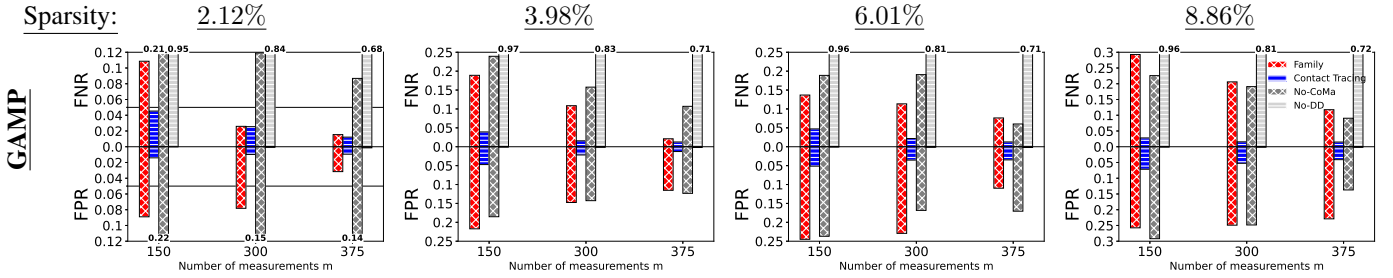 Sparsity: 2.12% 3.98% 6.01% 8.86%
GAMP
0.21 0.95 0.84 0.68
FNR
0.12
0.1
0.08
0.06
0.04
0.02
0.0
0.02
0.04
0.06
0.08
0.1
0.12
FPR
0.22 0.15 0.14
150 300 375
Number of measurements m
0.97 0.83 0.71
FNR
0.25
0.2
0.15
0.1
0.05
0.0
0.05
0.1
0.15
0.2
0.25
FPR
150 300 375
Number of measurements m
0.96 0.81 0.71
FNR
0.25
0.2
0.15
0.1
0.05
0.0
0.05
0.1
0.15
0.2
0.25
FPR
150 300 375
Number of measurements m
0.96 0.81 0.72
FNR
0.3
0.25
0.2
0.15
0.1
0.05
0.0
0.05
0.1
0.15
0.2
0.25
0.3
FPR
Family
Contact Tracing
No-CoMa
No-DD
150 300 375
Number of measurements m